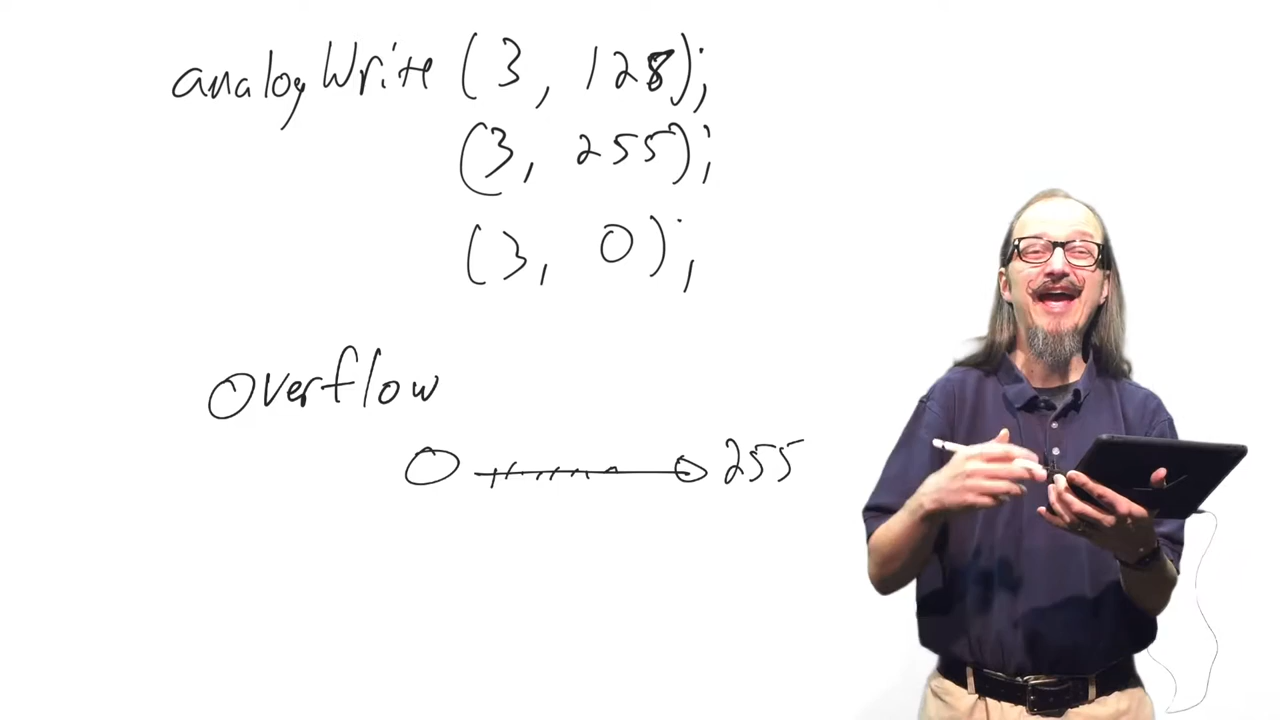 analogWrite (3, 128);
(3, 255);
(3, 0);
Overflow
0 255